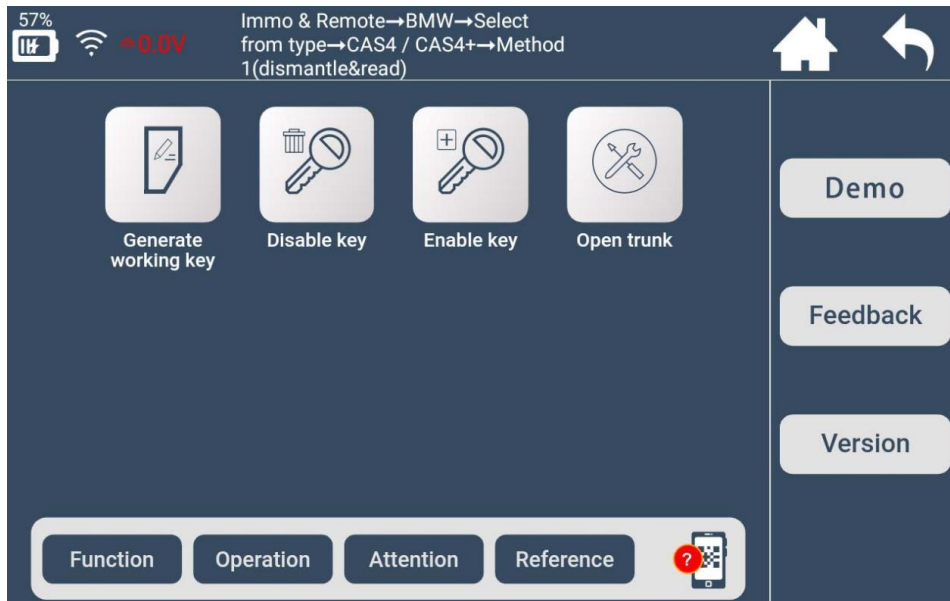 57%
Immo & Remote→BMW→Select
from type→CAS4 / CAS4+→Method
1(dismantle&read)
0.0V
Generate
working key
Disable key
Enable key
Open trunk
Demo
Feedback
Version
Function
Operation
Attention
Reference
?